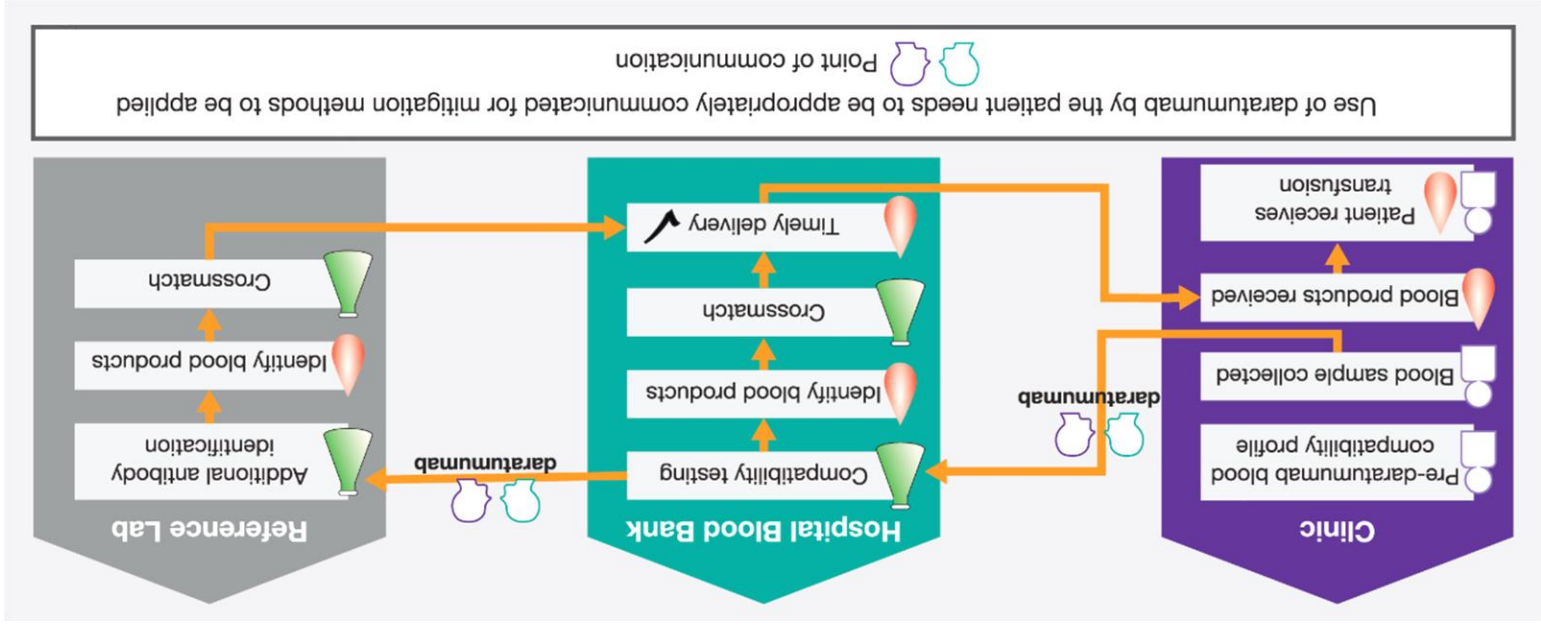 Clinic
Pre-daratumumab blood
compatibility profile
Blood sample collected
Blood products received
Patient receives
transfusion
daratumumab
Hospital Blood Bank
Compatibility testing
Identify blood products
Crossmatch
Timely delivery
daratumumab
Reference Lab
Additional antibody
identification
Identify blood products
Crossmatch
Use of daratumumab by the patient needs to be appropriately communicated for mitigation methods to be applied
Point of communication